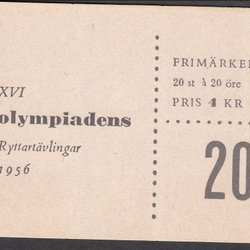 XVI
olympiadens
Ryttartävlingar
1956
FRIMÄRKEN
20 st à 20 öre
PRIS 4 KR
20